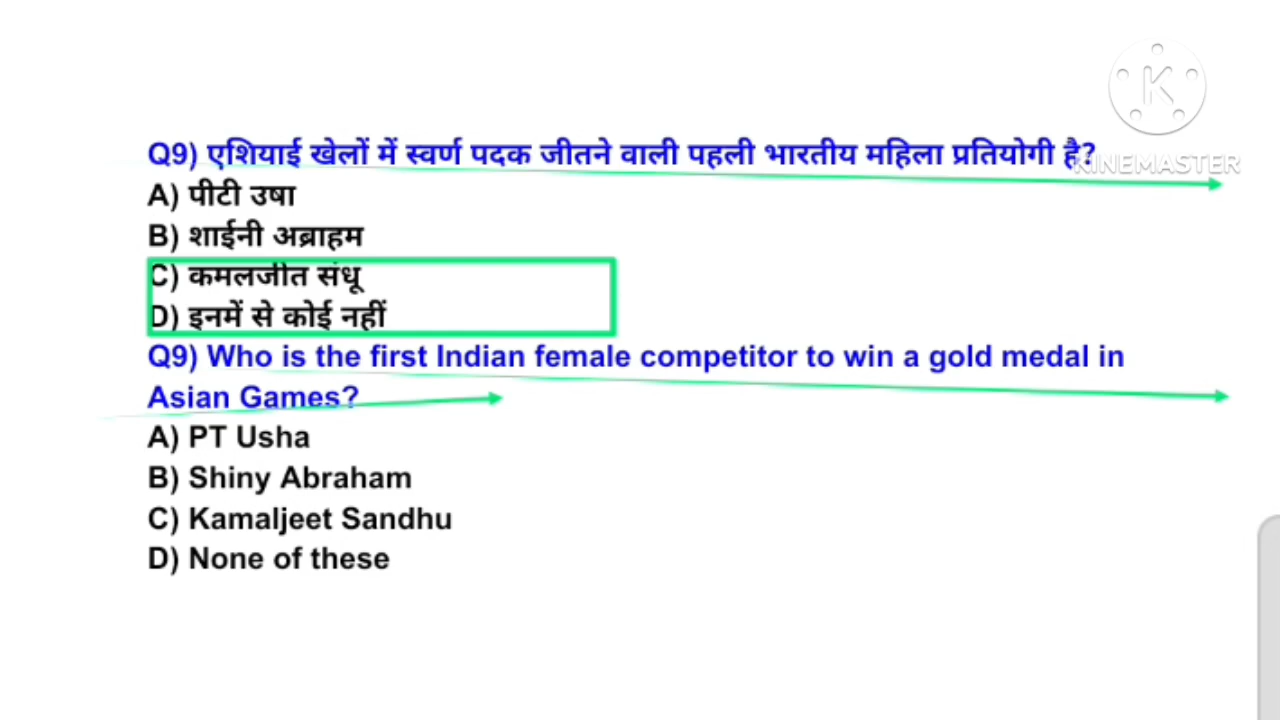 Q9) एशियाई खेलों में स्वर्ण पदक जीतने वाली पहली भारतीय महिला प्रतियोगी है?
KINEMASTER
A) पीटी उषा
B) शाईनी अब्राहम
C) कमलजीत संधू
D) इनमें से कोई नहीं
Q9) Who is the first Indian female competitor to win a gold medal in
Asian Games?
A) PT Usha
B) Shiny Abraham
C) Kamaljeet Sandhu
D) None of these